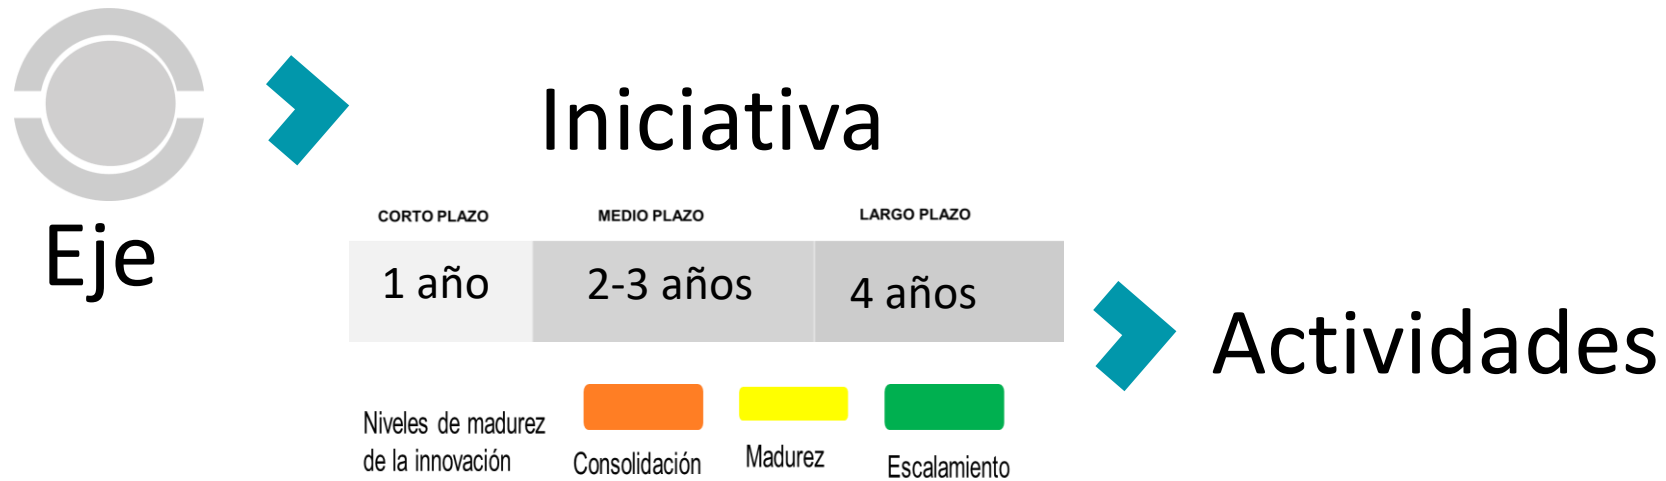 Eje
Iniciativa
CORTO PLAZO
MEDIO PLAZO
LARGO PLAZO
1 año
2-3 años
4 años
Niveles de madurez
de la innovación
Consolidación
Madurez
Escalamiento
Actividades